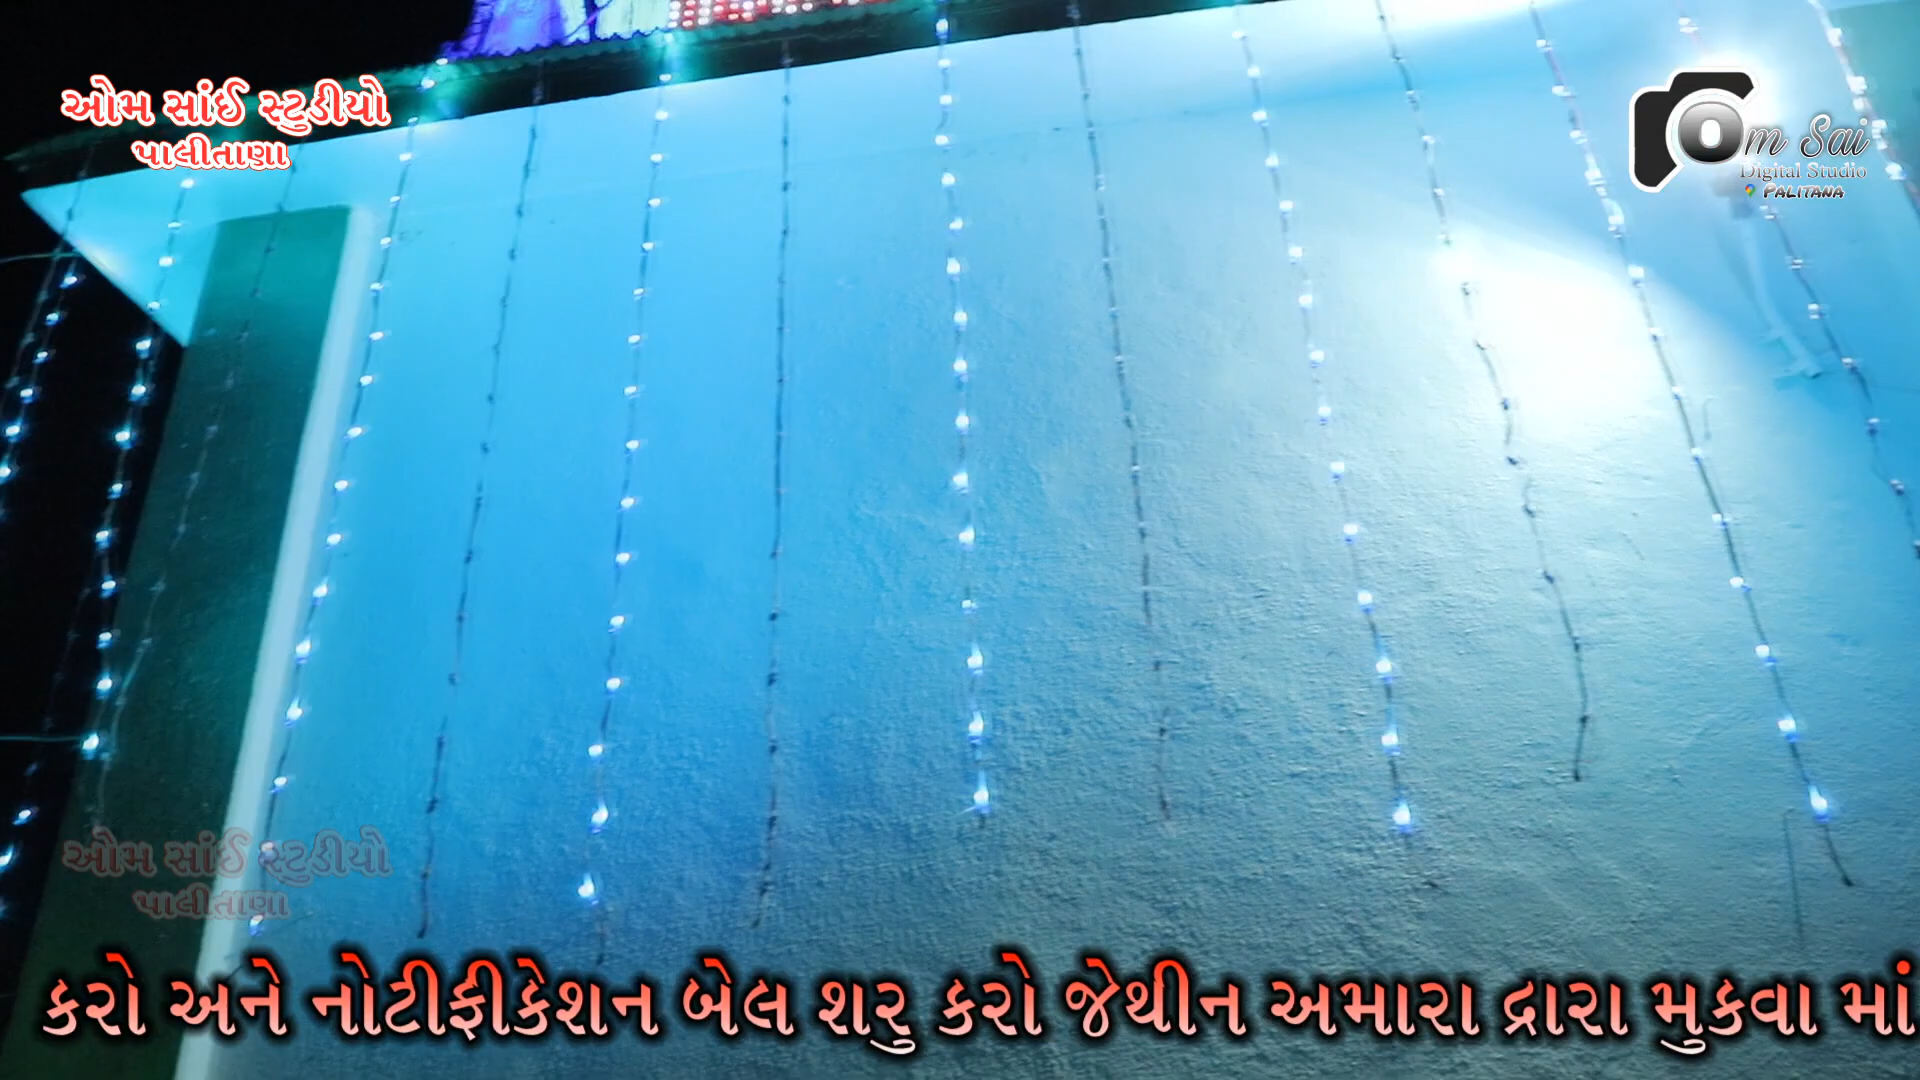 ઓમ સાંઈ સ્ટુડીયો
પાલીતાણા
Om Sai
Digital Studio
PALITANA
ઓમ સાંઈ સ્ટુડીયો
પાલીતાણા
કરો અને નોટીફીકેશન બેલ શરુ કરો જેથીન અમારા દ્રારા મુકવા માં